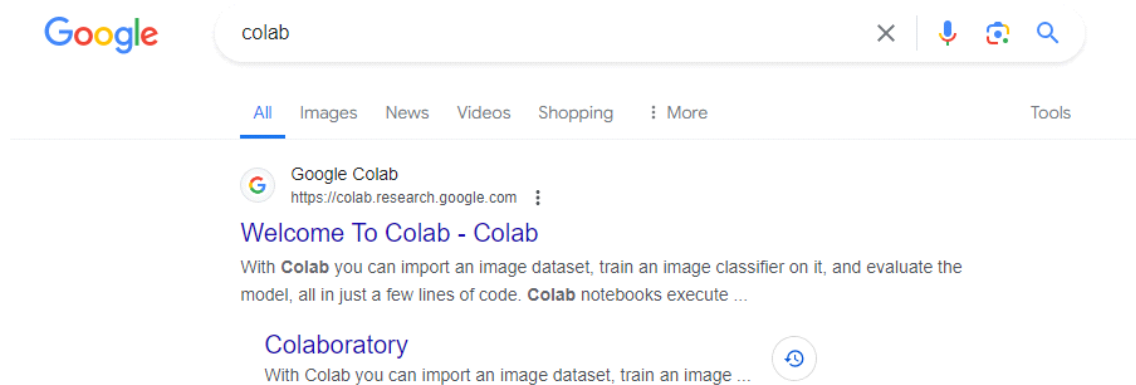 Google
colab
All Images News Videos Shopping More Tools
Google Colab
https://colab.research.google.com
Welcome To Colab - Colab
With Colab you can import an image dataset, train an image classifier on it, and evaluate the
model, all in just a few lines of code. Colab notebooks execute ...
Colaboratory
With Colab you can import an image dataset, train an image ...